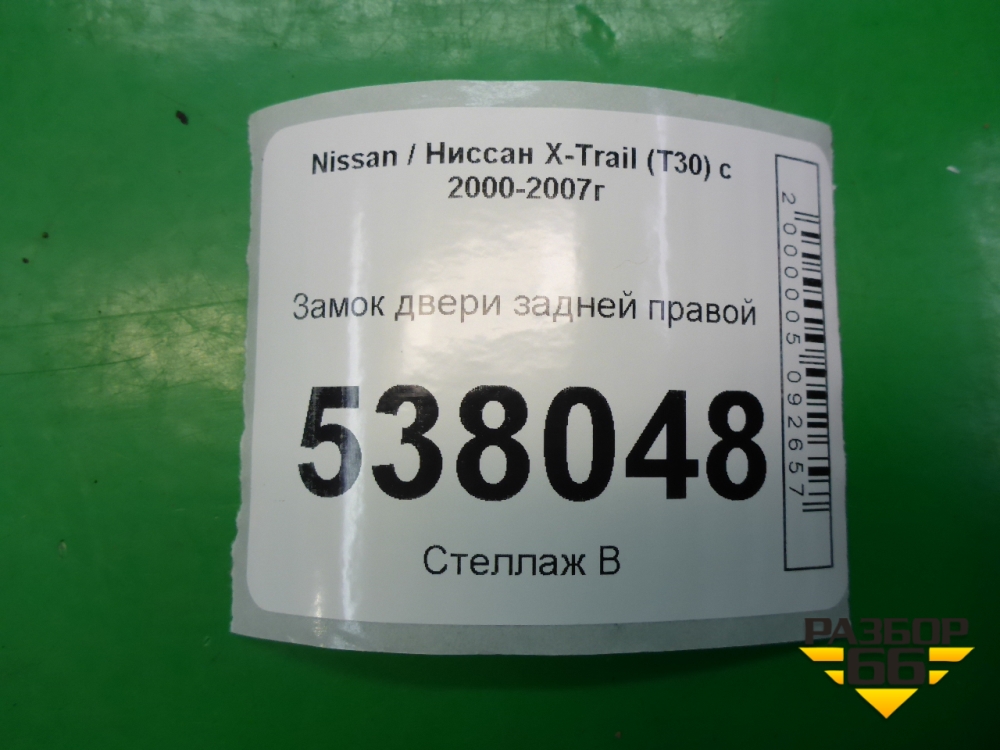 Nissan / Ниссан X-Trail (T30) с
2000-2007г
Замок двери задней правой
538048
Стеллаж В
2000005092657
РАЗБОР
66